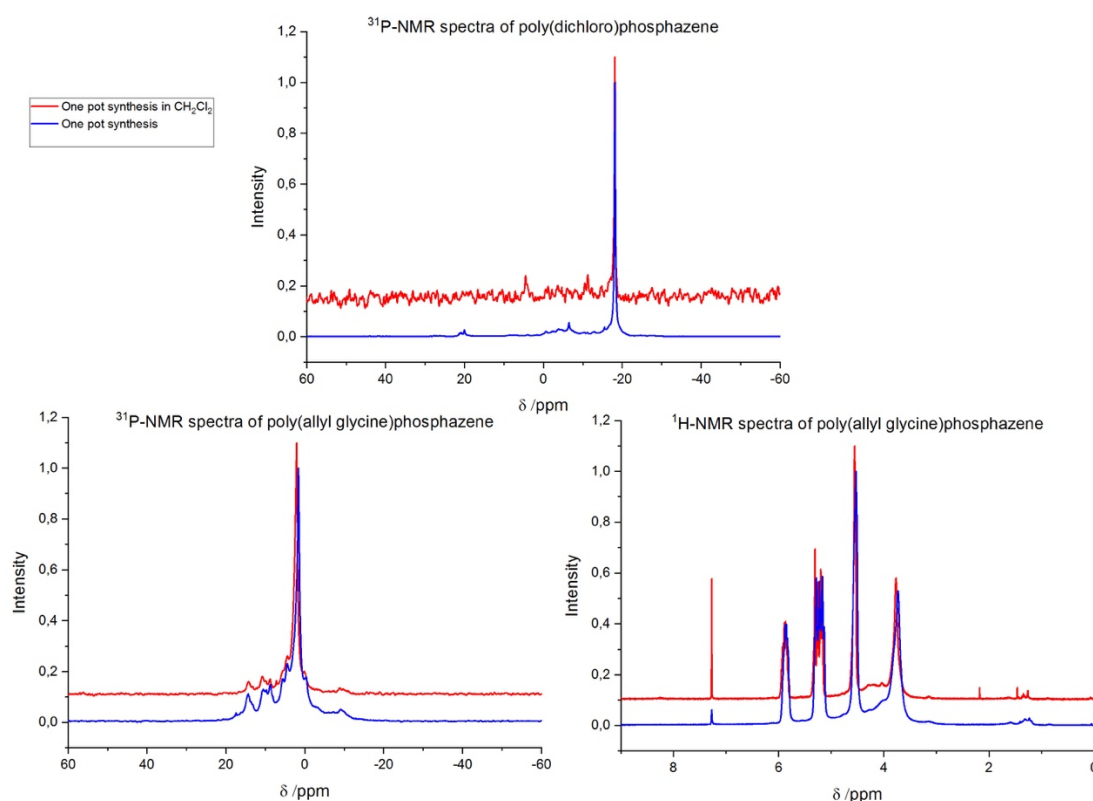 ³¹P-NMR spectra of poly(dichloro)phosphazene
One pot synthesis in CH₂Cl₂
One pot synthesis
Intensity
1,2
1,0
0,8
0,6
0,4
0,2
0,0
60 40 20 0 -20 -40 -60
δ /ppm
³¹P-NMR spectra of poly(allyl glycine)phosphazene
Intensity
1,2
1,0
0,8
0,6
0,4
0,2
0,0
60 40 20 0 -20 -40 -60
δ /ppm
¹H-NMR spectra of poly(allyl glycine)phosphazene
Intensity
1,2
1,0
0,8
0,6
0,4
0,2
0,0
8 6 4 2 0
δ /ppm